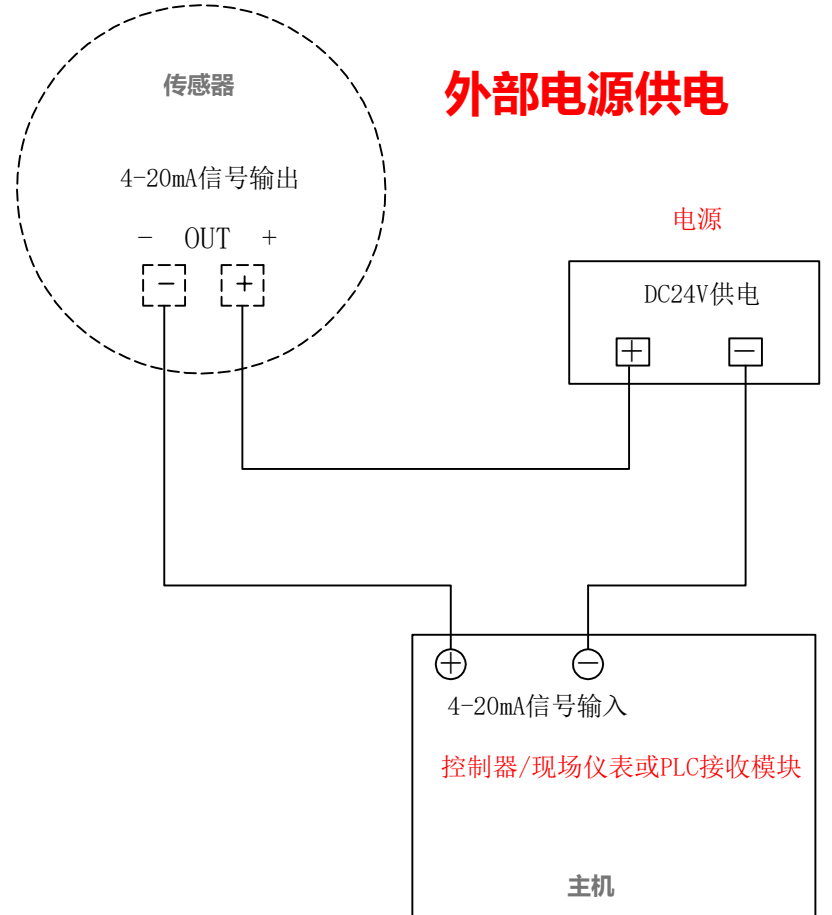 传感器
外部电源供电
4-20mA信号输出
- OUT +
- +
电源
DC24V供电
+ -
+ -
4-20mA信号输入
控制器/现场仪表或PLC接收模块
主机